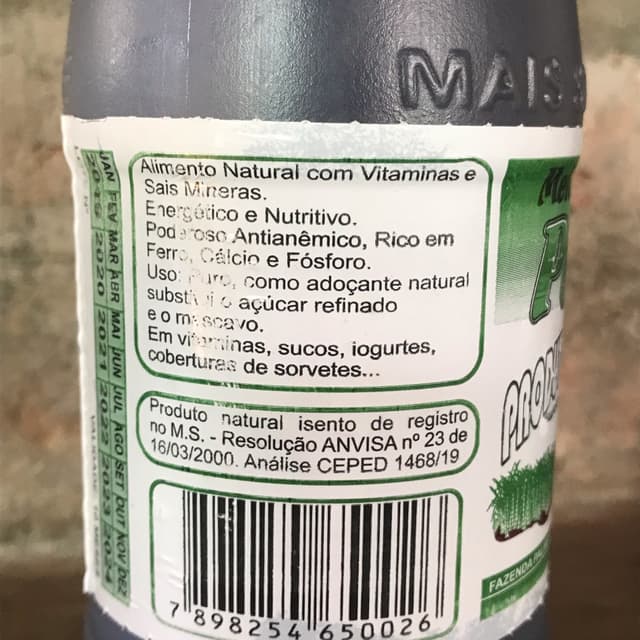 MAIS
Alimento Natural com Vitaminas e
Sais Mineras.
Energético e Nutritivo.
Poderoso Antianêmico, Rico em
Ferro, Cálcio e Fósforo.
Uso: Puro, como adoçante natural
substitui o açúcar refinado
e o mascavo.
Em vitaminas, sucos, iogurtes,
coberturas de sorvetes...
Produto natural isento de registro
no M.S. - Resolução ANVISA nº 23 de
16/03/2000. Análise CEPED 1468/19
7 898254 650026
JAN FEV MAR ABR MAI JUN JUL AGO SET OUT NOV DEZ
2019 2020 2021 2022 2023 2024
FAZENDA